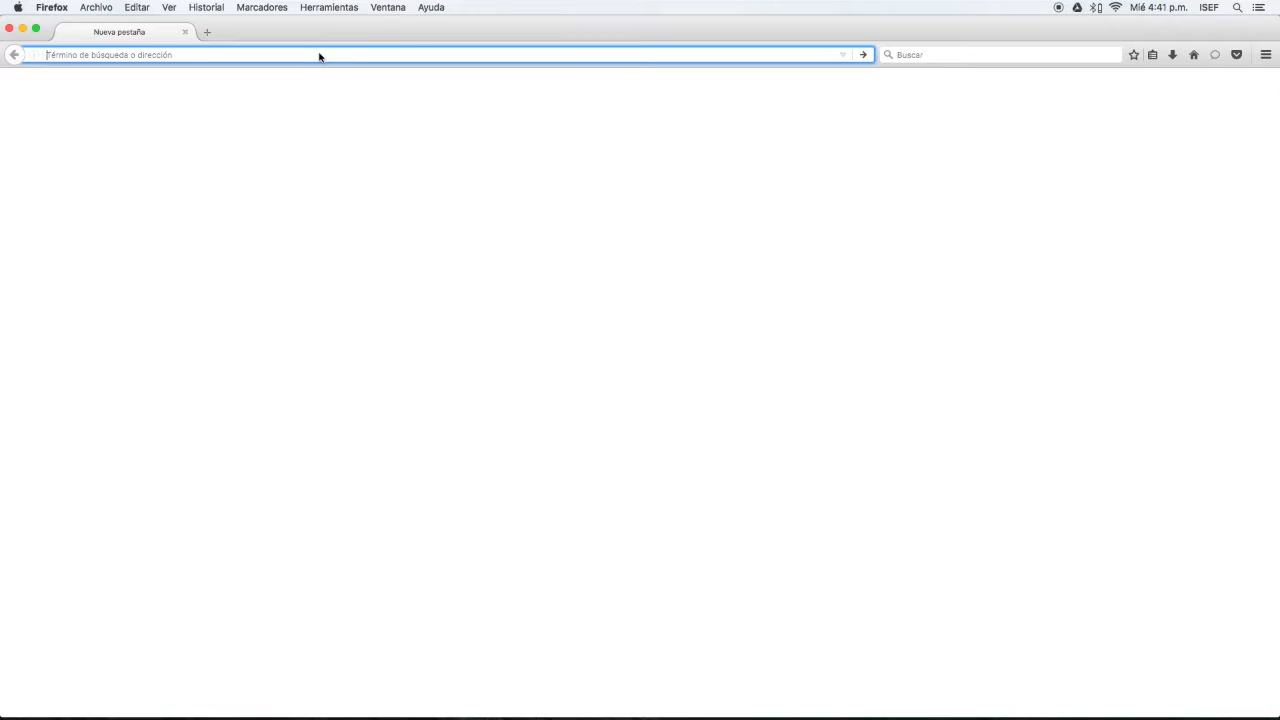 Firefox Archivo Editar Ver Historial Marcadores Herramientas Ventana Ayuda Mié 4:41 p.m. ISEF
Nueva pestaña
Término de búsqueda o dirección Buscar